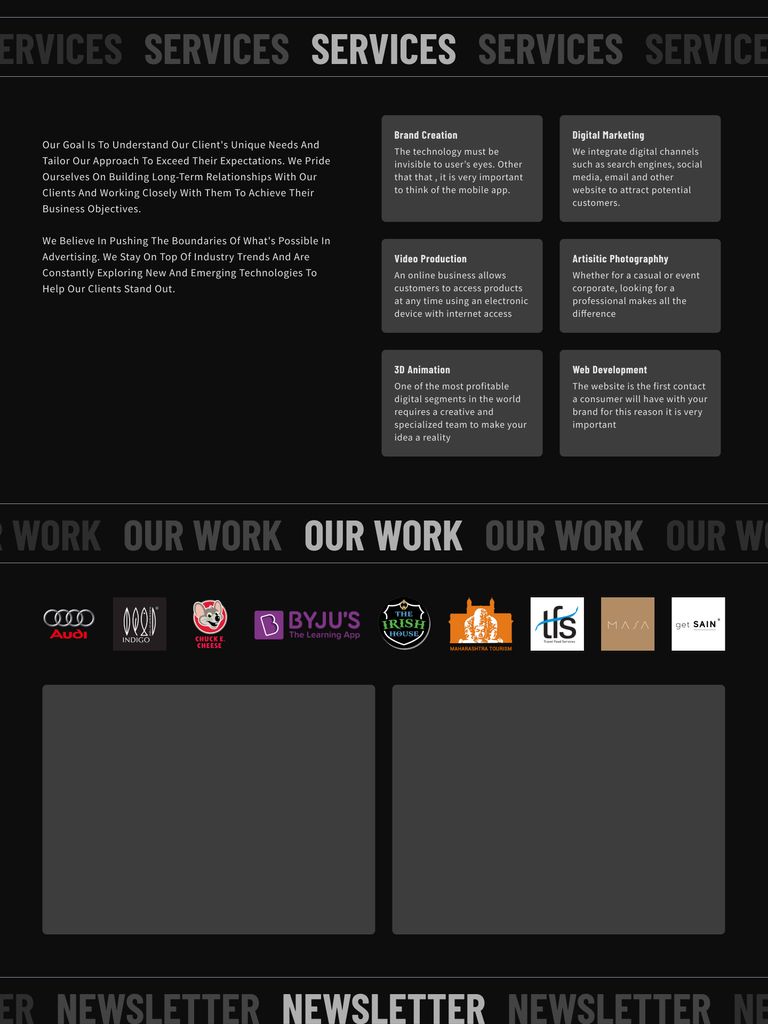 ERVICES SERVICES SERVICES SERVICES SERVICE
Our Goal Is To Understand Our Client's Unique Needs And
Tailor Our Approach To Exceed Their Expectations. We Pride
Ourselves On Building Long-Term Relationships With Our
Clients And Working Closely With Them To Achieve Their
Business Objectives.
We Believe In Pushing The Boundaries Of What's Possible In
Advertising. We Stay On Top Of Industry Trends And Are
Constantly Exploring New And Emerging Technologies To
Help Our Clients Stand Out.
Brand Creation
The technology must be
invisible to user's eyes. Other
that that , it is very important
to think of the mobile app.
Digital Marketing
We integrate digital channels
such as search engines, social
media, email and other
website to attract potential
customers.
Video Production
An online business allows
customers to access products
at any time using an electronic
device with internet access
Artisitic Photographhy
Whether for a casual or event
corporate, looking for a
professional makes all the
difference
3D Animation
One of the most profitable
digital segments in the world
requires a creative and
specialized team to make your
idea a reality
Web Development
The website is the first contact
a consumer will have with your
brand for this reason it is very
important
R WORK OUR WORK OUR WORK OUR WORK OUR WO
Audi
INDIGO
CHUCK E.
CHEESE
BYJU'S
The Learning App
THE
IRISH
HOUSE
MAHARASHTRA TOURISM
tfs
Travel Food Services
MASA
get SAIN
ER NEWSLETTER NEWSLETTER NEWSLETTER NE